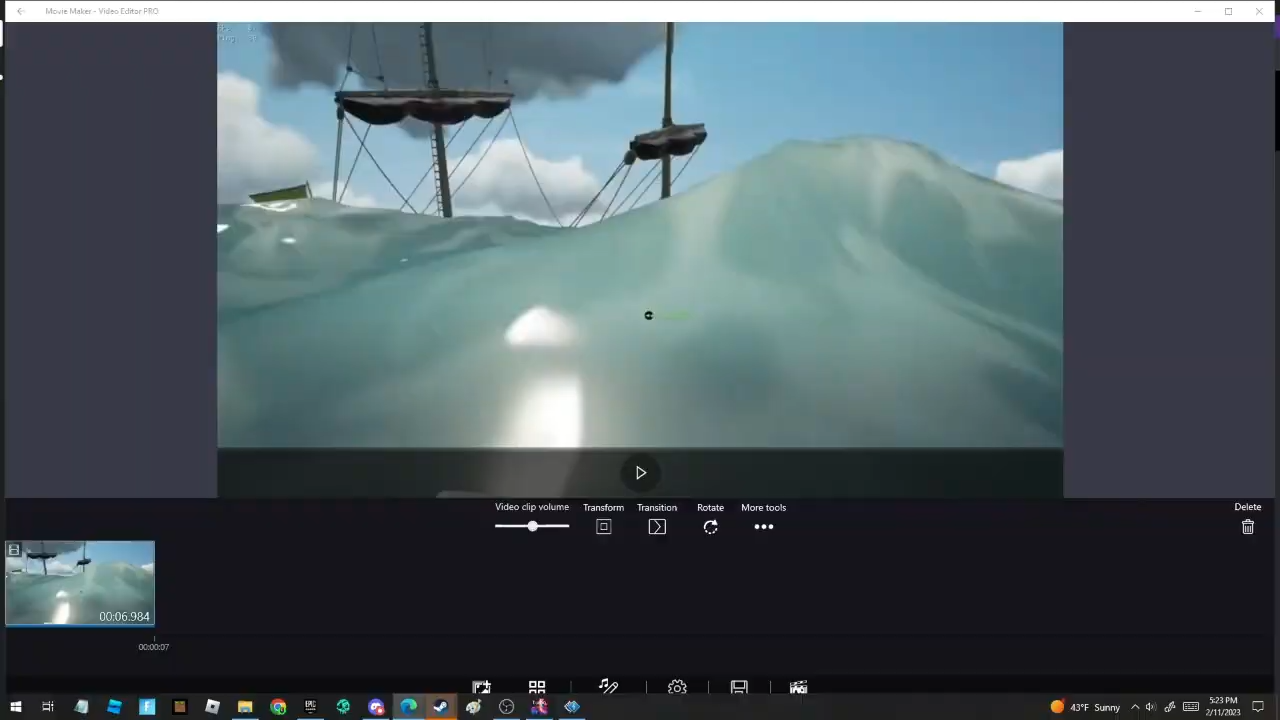 Movie Maker - Video Editor PRO
Video clip volume
Transform
Transition
Rotate
More tools
Delete
00:06.984
00:00:07
EPIC
43°F Sunny
5:23 PM
2/11/2023